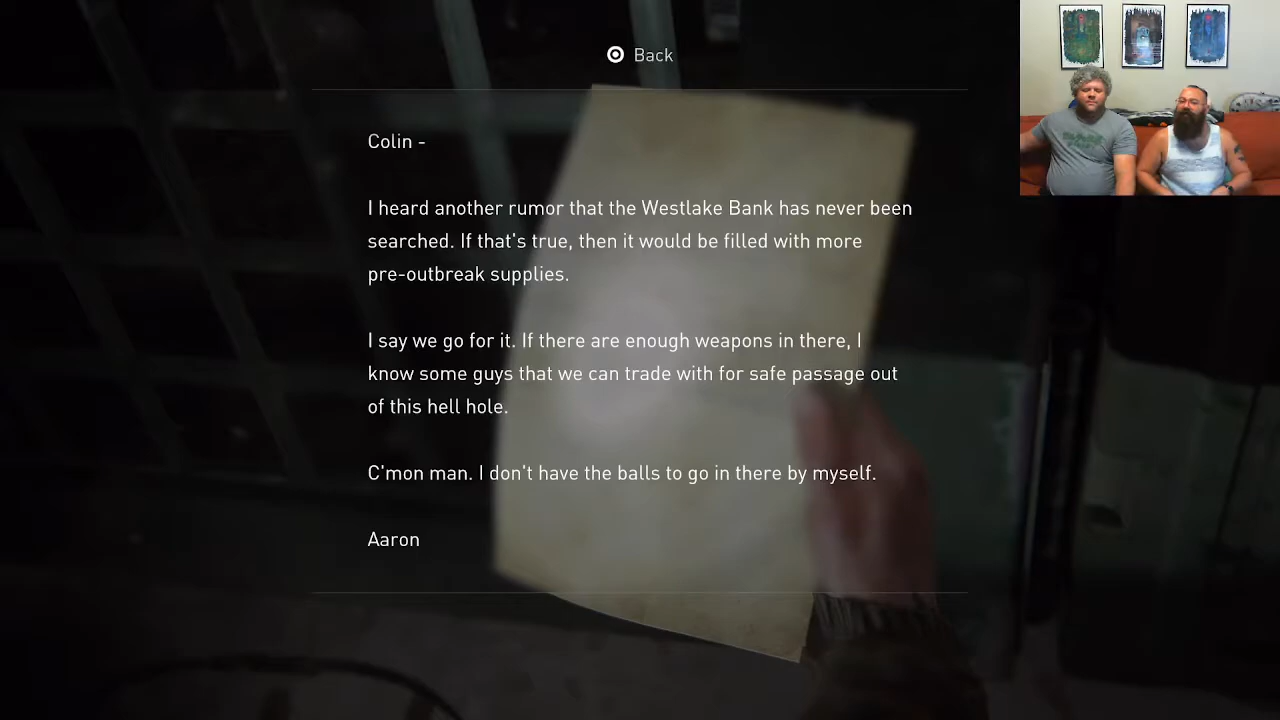 Back
Colin -
I heard another rumor that the Westlake Bank has never been
searched. If that's true, then it would be filled with more
pre-outbreak supplies.
I say we go for it. If there are enough weapons in there, I
know some guys that we can trade with for safe passage out
of this hell hole.
C'mon man. I don't have the balls to go in there by myself.
Aaron